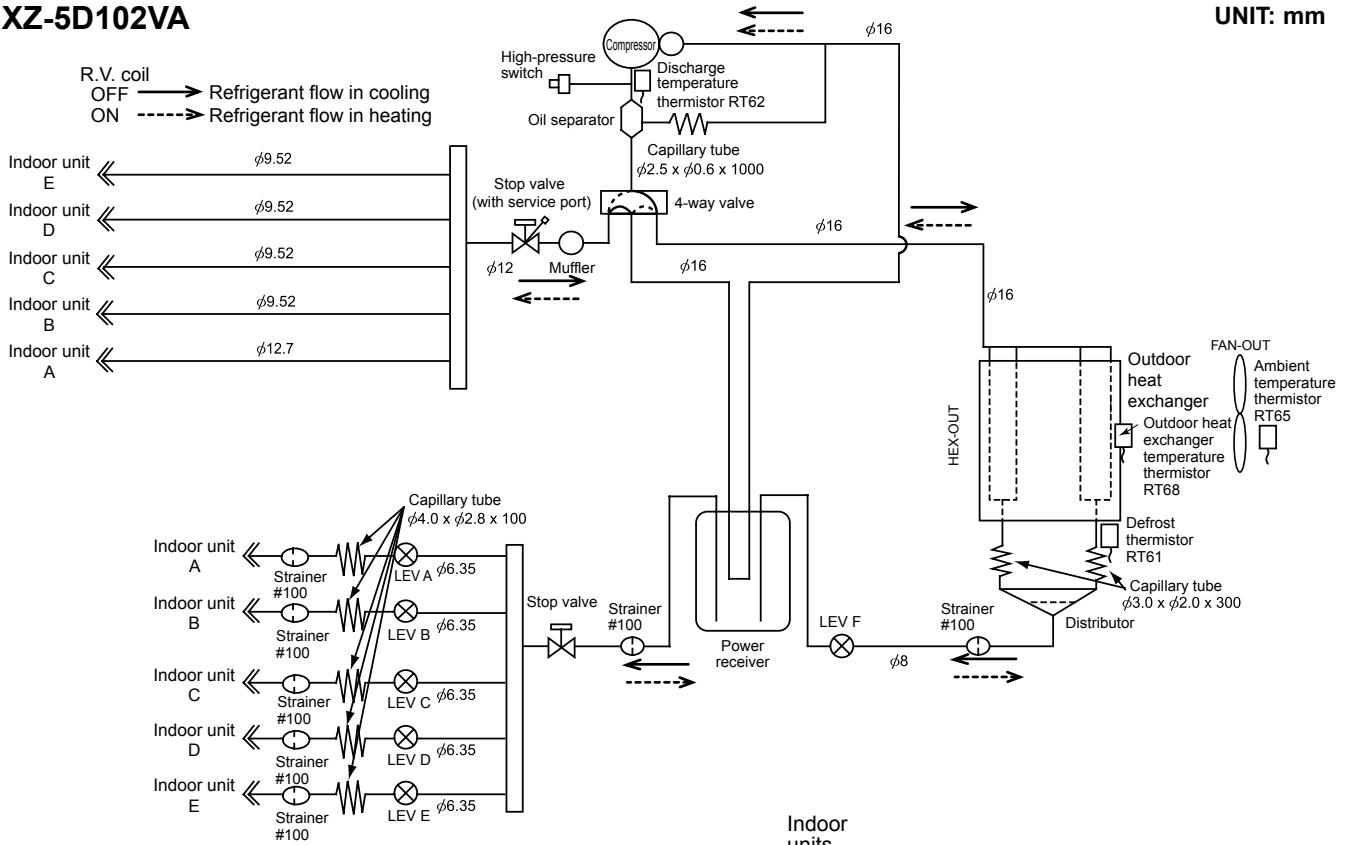 XZ-5D102VA
UNIT: mm
R.V. coil
OFF Refrigerant flow in cooling
ON Refrigerant flow in heating
Compressor
High-pressure
switch
Discharge
temperature
thermistor RT62
Oil separator
Capillary tube
ϕ2.5 x ϕ0.6 x 1000
4-way valve
ϕ16
Stop valve
(with service port)
ϕ12
Muffler
ϕ16
ϕ16
ϕ16
Indoor unit
E
ϕ9.52
Indoor unit
D
ϕ9.52
Indoor unit
C
ϕ9.52
Indoor unit
B
ϕ9.52
Indoor unit
A
ϕ12.7
HEX-OUT
Outdoor
heat
exchanger
FAN-OUT
Ambient
temperature
thermistor
RT65
Outdoor heat
exchanger
temperature
thermistor
RT68
Defrost
thermistor
RT61
Capillary tube
ϕ3.0 x ϕ2.0 x 300
Distributor
Capillary tube
ϕ4.0 x ϕ2.8 x 100
Indoor unit
A
Strainer
#100
LEV A
ϕ6.35
Indoor unit
B
Strainer
#100
LEV B
ϕ6.35
Indoor unit
C
Strainer
#100
LEV C
ϕ6.35
Indoor unit
D
Strainer
#100
LEV D
ϕ6.35
Indoor unit
E
Strainer
#100
LEV E
ϕ6.35
Stop valve
Strainer
#100
Power
receiver
LEV F
ϕ8
Strainer
#100
Indoor
units